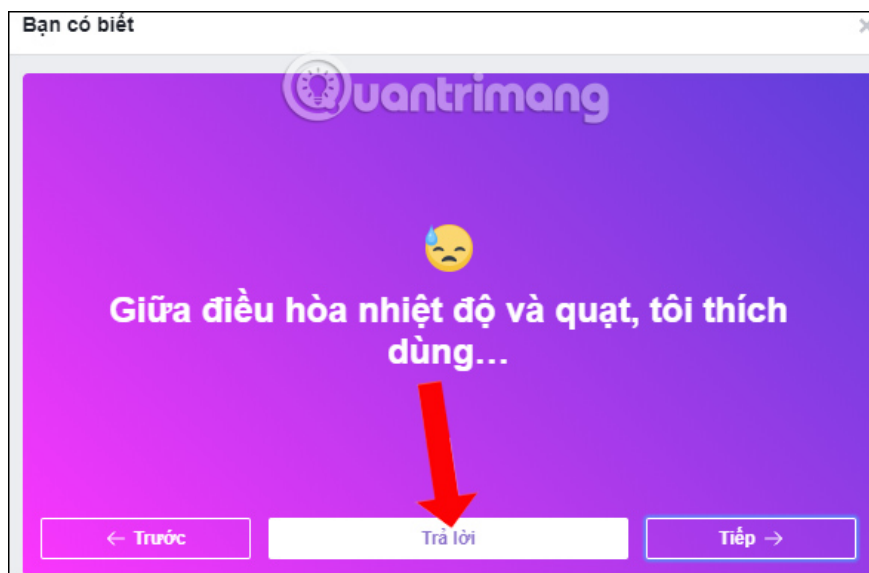 Bạn có biết
Quantrimang
Giữa điều hòa nhiệt độ và quạt, tôi thích
dùng...
← Trước
Trả lời
Tiếp →